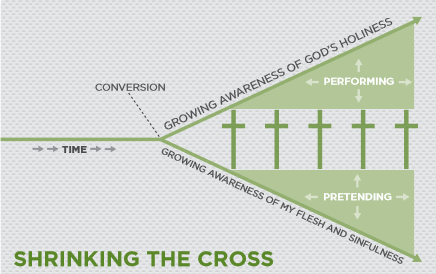 GROWING AWARENESS OF GOD'S HOLINESS
PERFORMING
CONVERSION
TIME
PRETENDING
GROWING AWARENESS OF MY FLESH AND SINFULNESS
SHRINKING THE CROSS